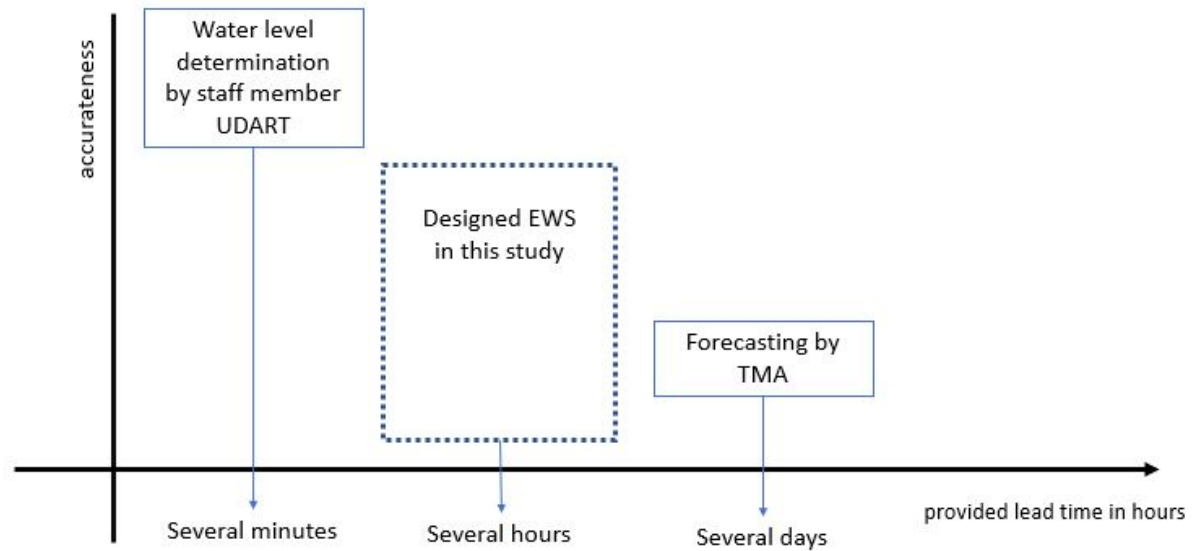 accurateness
Water level
determination
by staff member
UDART
Designed EWS
in this study
Forecasting by
TMA
Several minutes
Several hours
Several days
provided lead time in hours